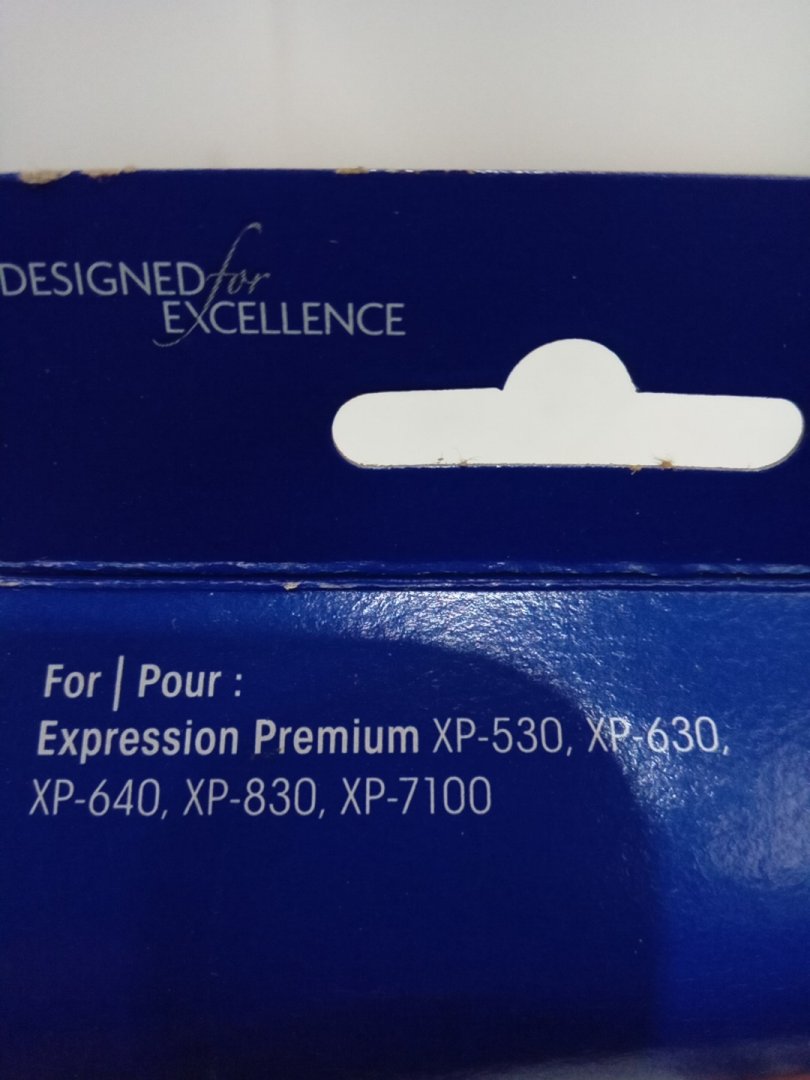 DESIGNED for
EXCELLENCE
For | Pour :
Expression Premium XP-530, XP-630,
XP-640, XP-830, XP-7100